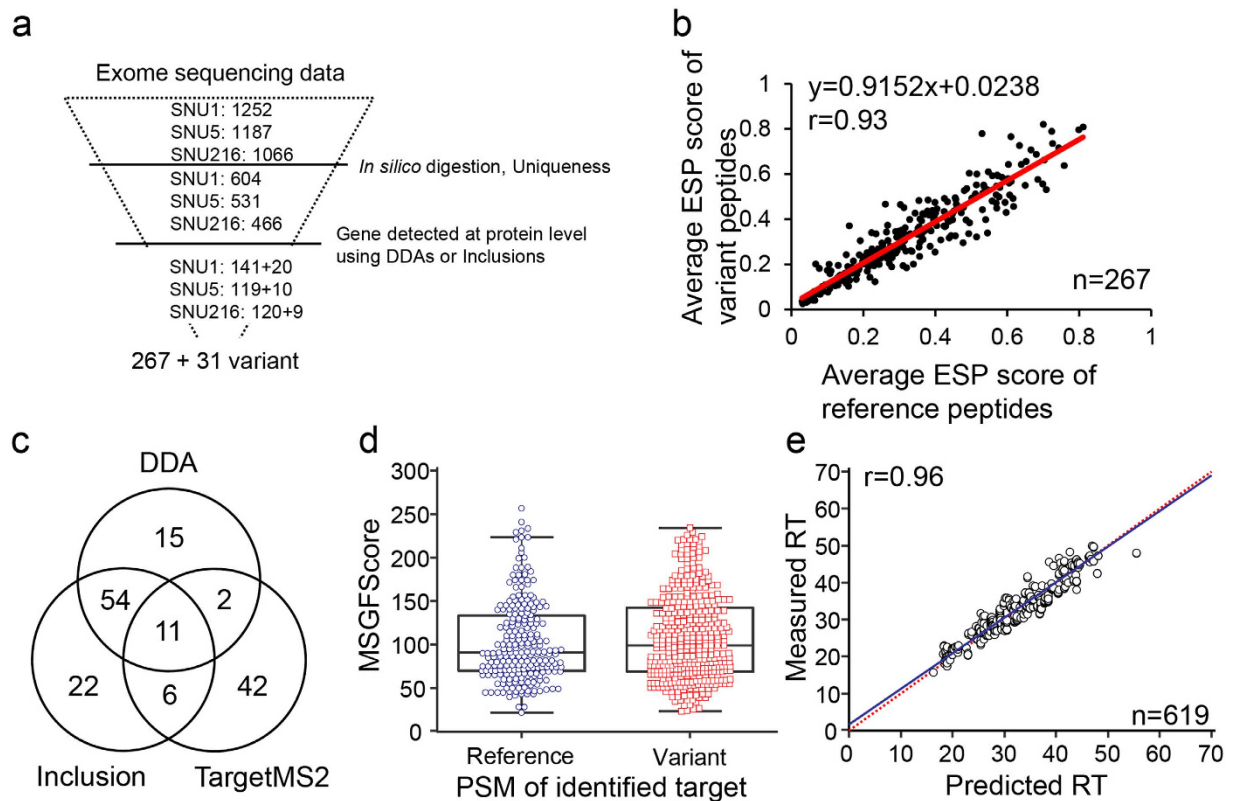 a
Exome sequencing data
SNU1: 1252
SNU5: 1187
SNU216: 1066
In silico digestion, Uniqueness
SNU1: 604
SNU5: 531
SNU216: 466
Gene detected at protein level
using DDAs or Inclusions
SNU1: 141+20
SNU5: 119+10
SNU216: 120+9
267 + 31 variant
b
Average ESP score of
variant peptides
1
0.8
0.6
0.4
0.2
0
y=0.9152x+0.0238
r=0.93
n=267
0
0.2
0.4
0.6
0.8
1
Average ESP score of
reference peptides
c
DDA
15
54
2
11
22
6
42
Inclusion
TargetMS2
d
MSGFScore
300
250
200
150
100
50
0
Reference
Variant
PSM of identified target
e
Measured RT
70
60
50
40
30
20
10
0
r=0.96
n=619
0
10
20
30
40
50
60
70
Predicted RT